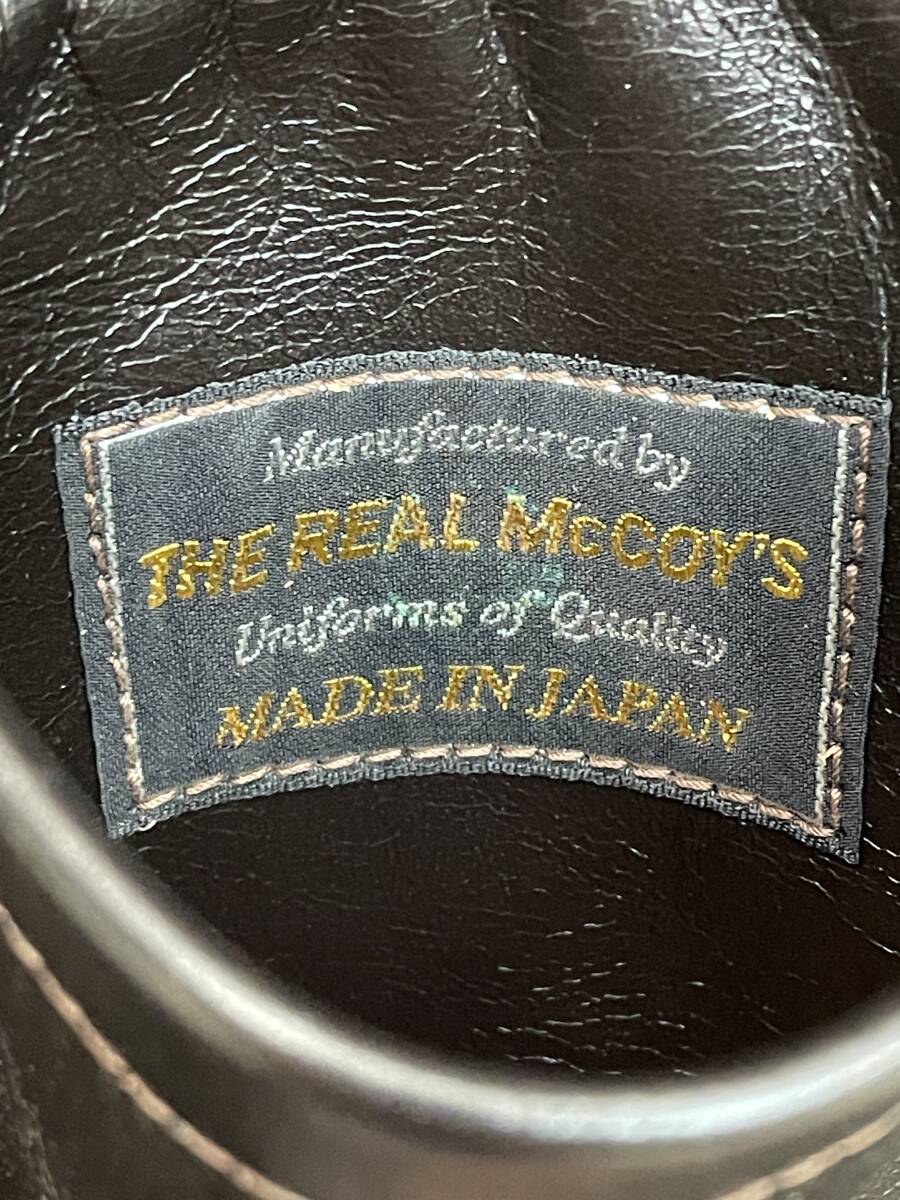 Manufactured by
THE REAL McCOY'S
Uniforms of Quality
MADE IN JAPAN